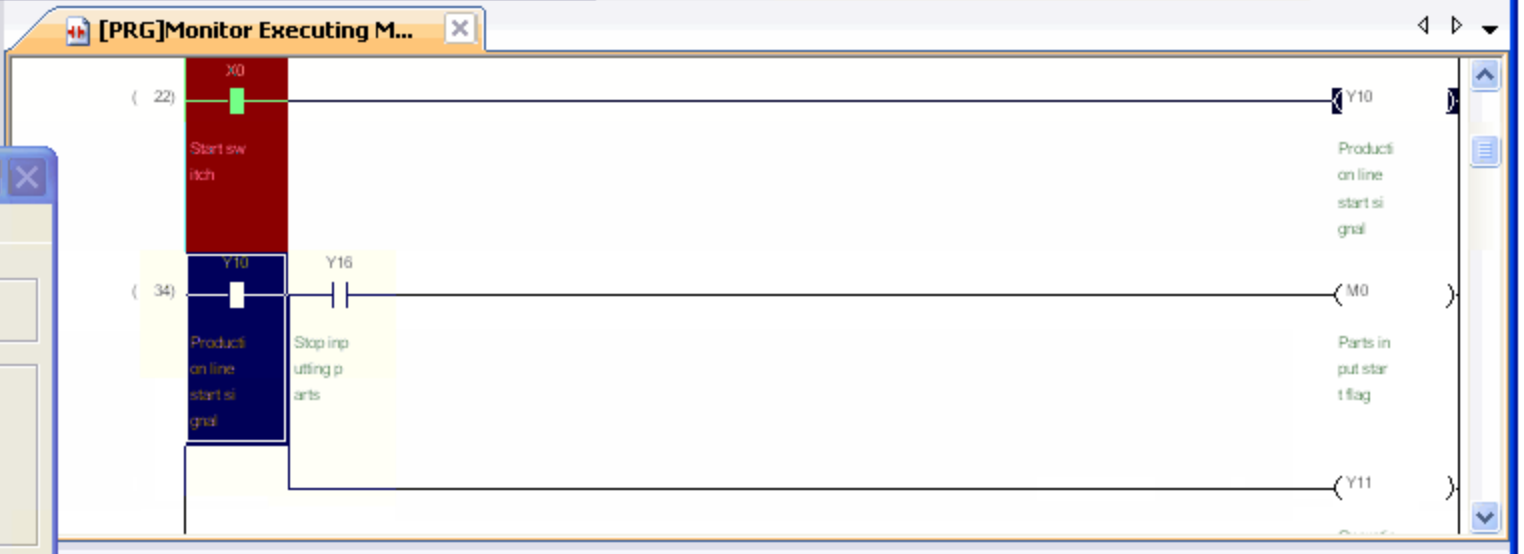 [PRG]Monitor Executing M...
X0
( 22)
Y10
Start sw
itch
Producti
on line
start si
gnal
Y10
Y16
( 34)
M0
Producti
on line
start si
gnal
Stop inp
utting p
arts
Parts in
put star
t flag
Y11